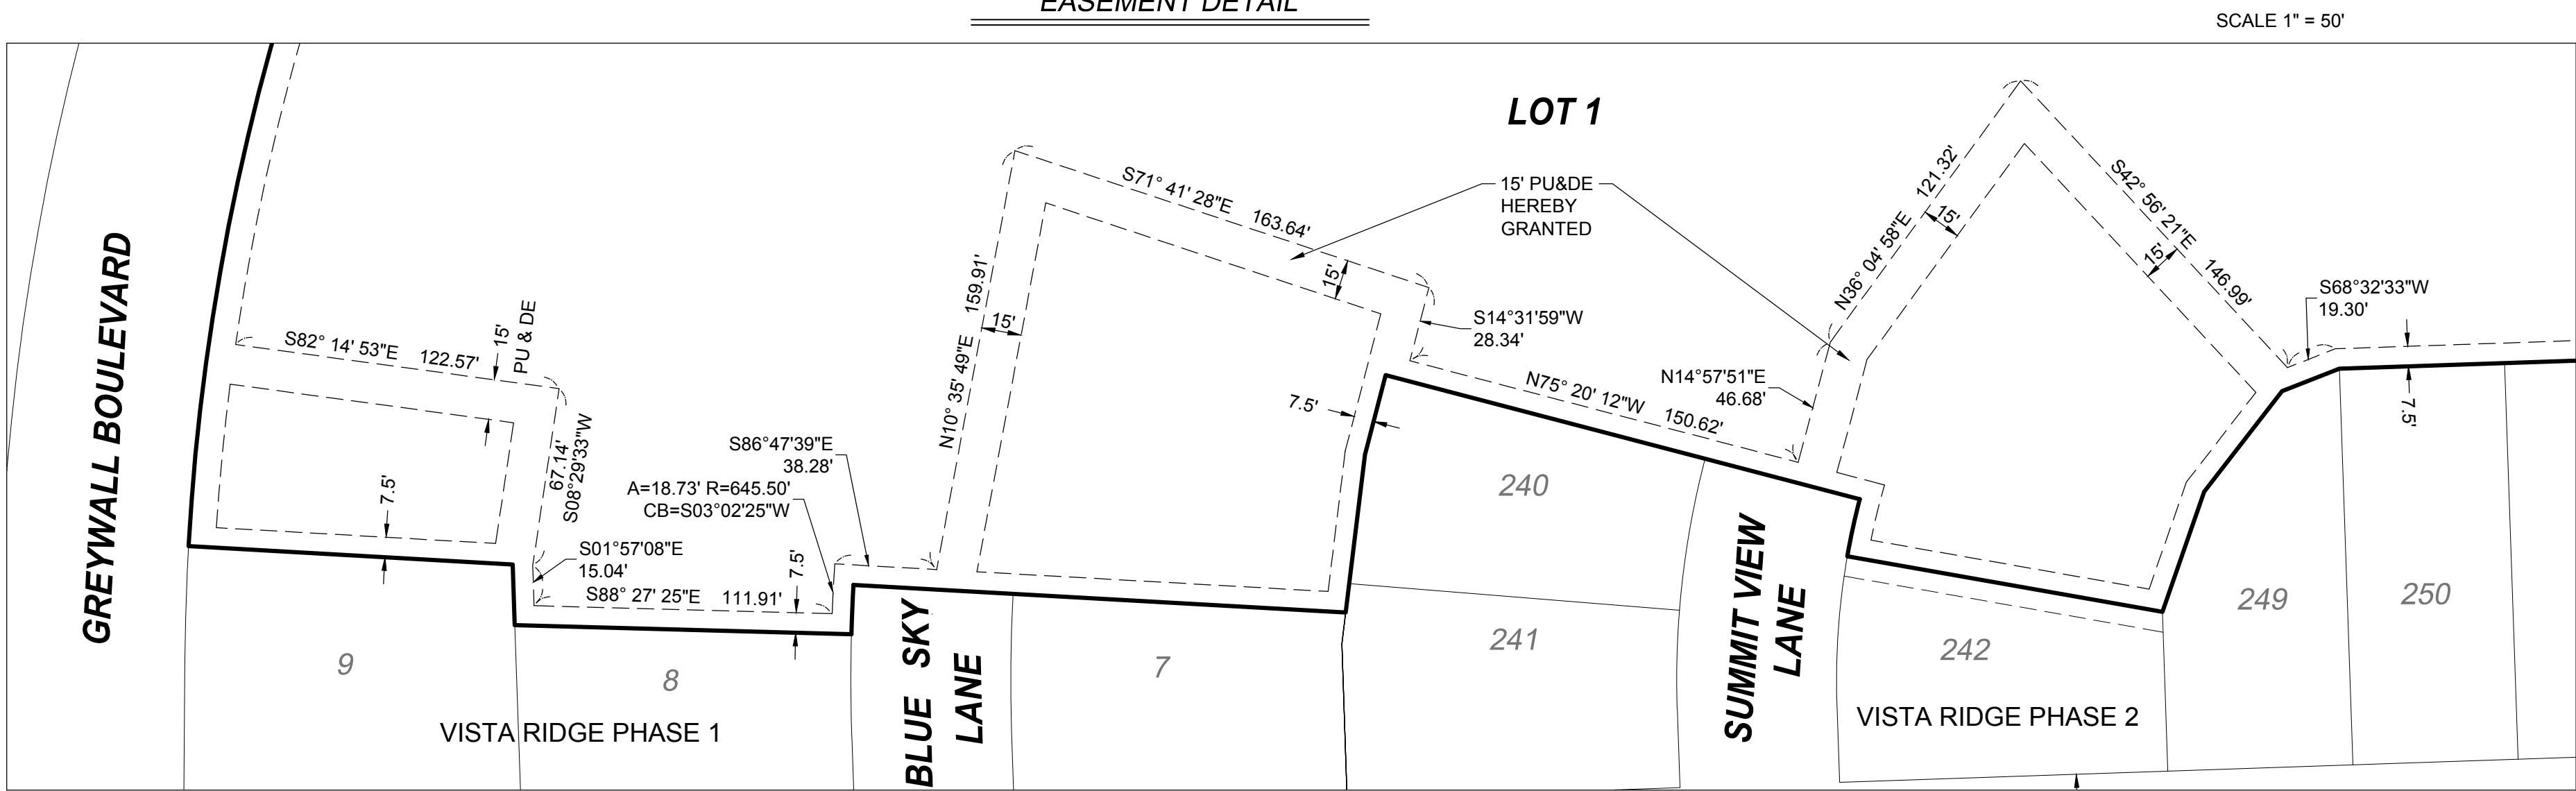 EASEMENT DETAIL
SCALE 1" = 50'
LOT 1
15' PU&DE
HEREBY
GRANTED
GREYWALL BOULEVARD
S82° 14' 53"E 122.57'
15'
PU & DE
67.14'
S08°29'33"W
7.5'
S01°57'08"E
15.04'
S88° 27' 25"E 111.91'
7.5'
A=18.73' R=645.50'
CB=S03°02'25"W
S86°47'39"E
38.28'
N10° 35' 49"E 159.91'
15'
S71° 41' 28"E 163.64'
15'
S14°31'59"W
28.34'
7.5'
N75° 20' 12"W 150.62'
N14°57'51"E
46.68'
N36° 04' 58"E 121.32'
15'
S42° 56' 21"E 146.99'
15'
S68°32'33"W
19.30'
7.5'
9
8
BLUE SKY
LANE
7
240
241
SUMMIT VIEW
LANE
242
249
250
VISTA RIDGE PHASE 1
VISTA RIDGE PHASE 2